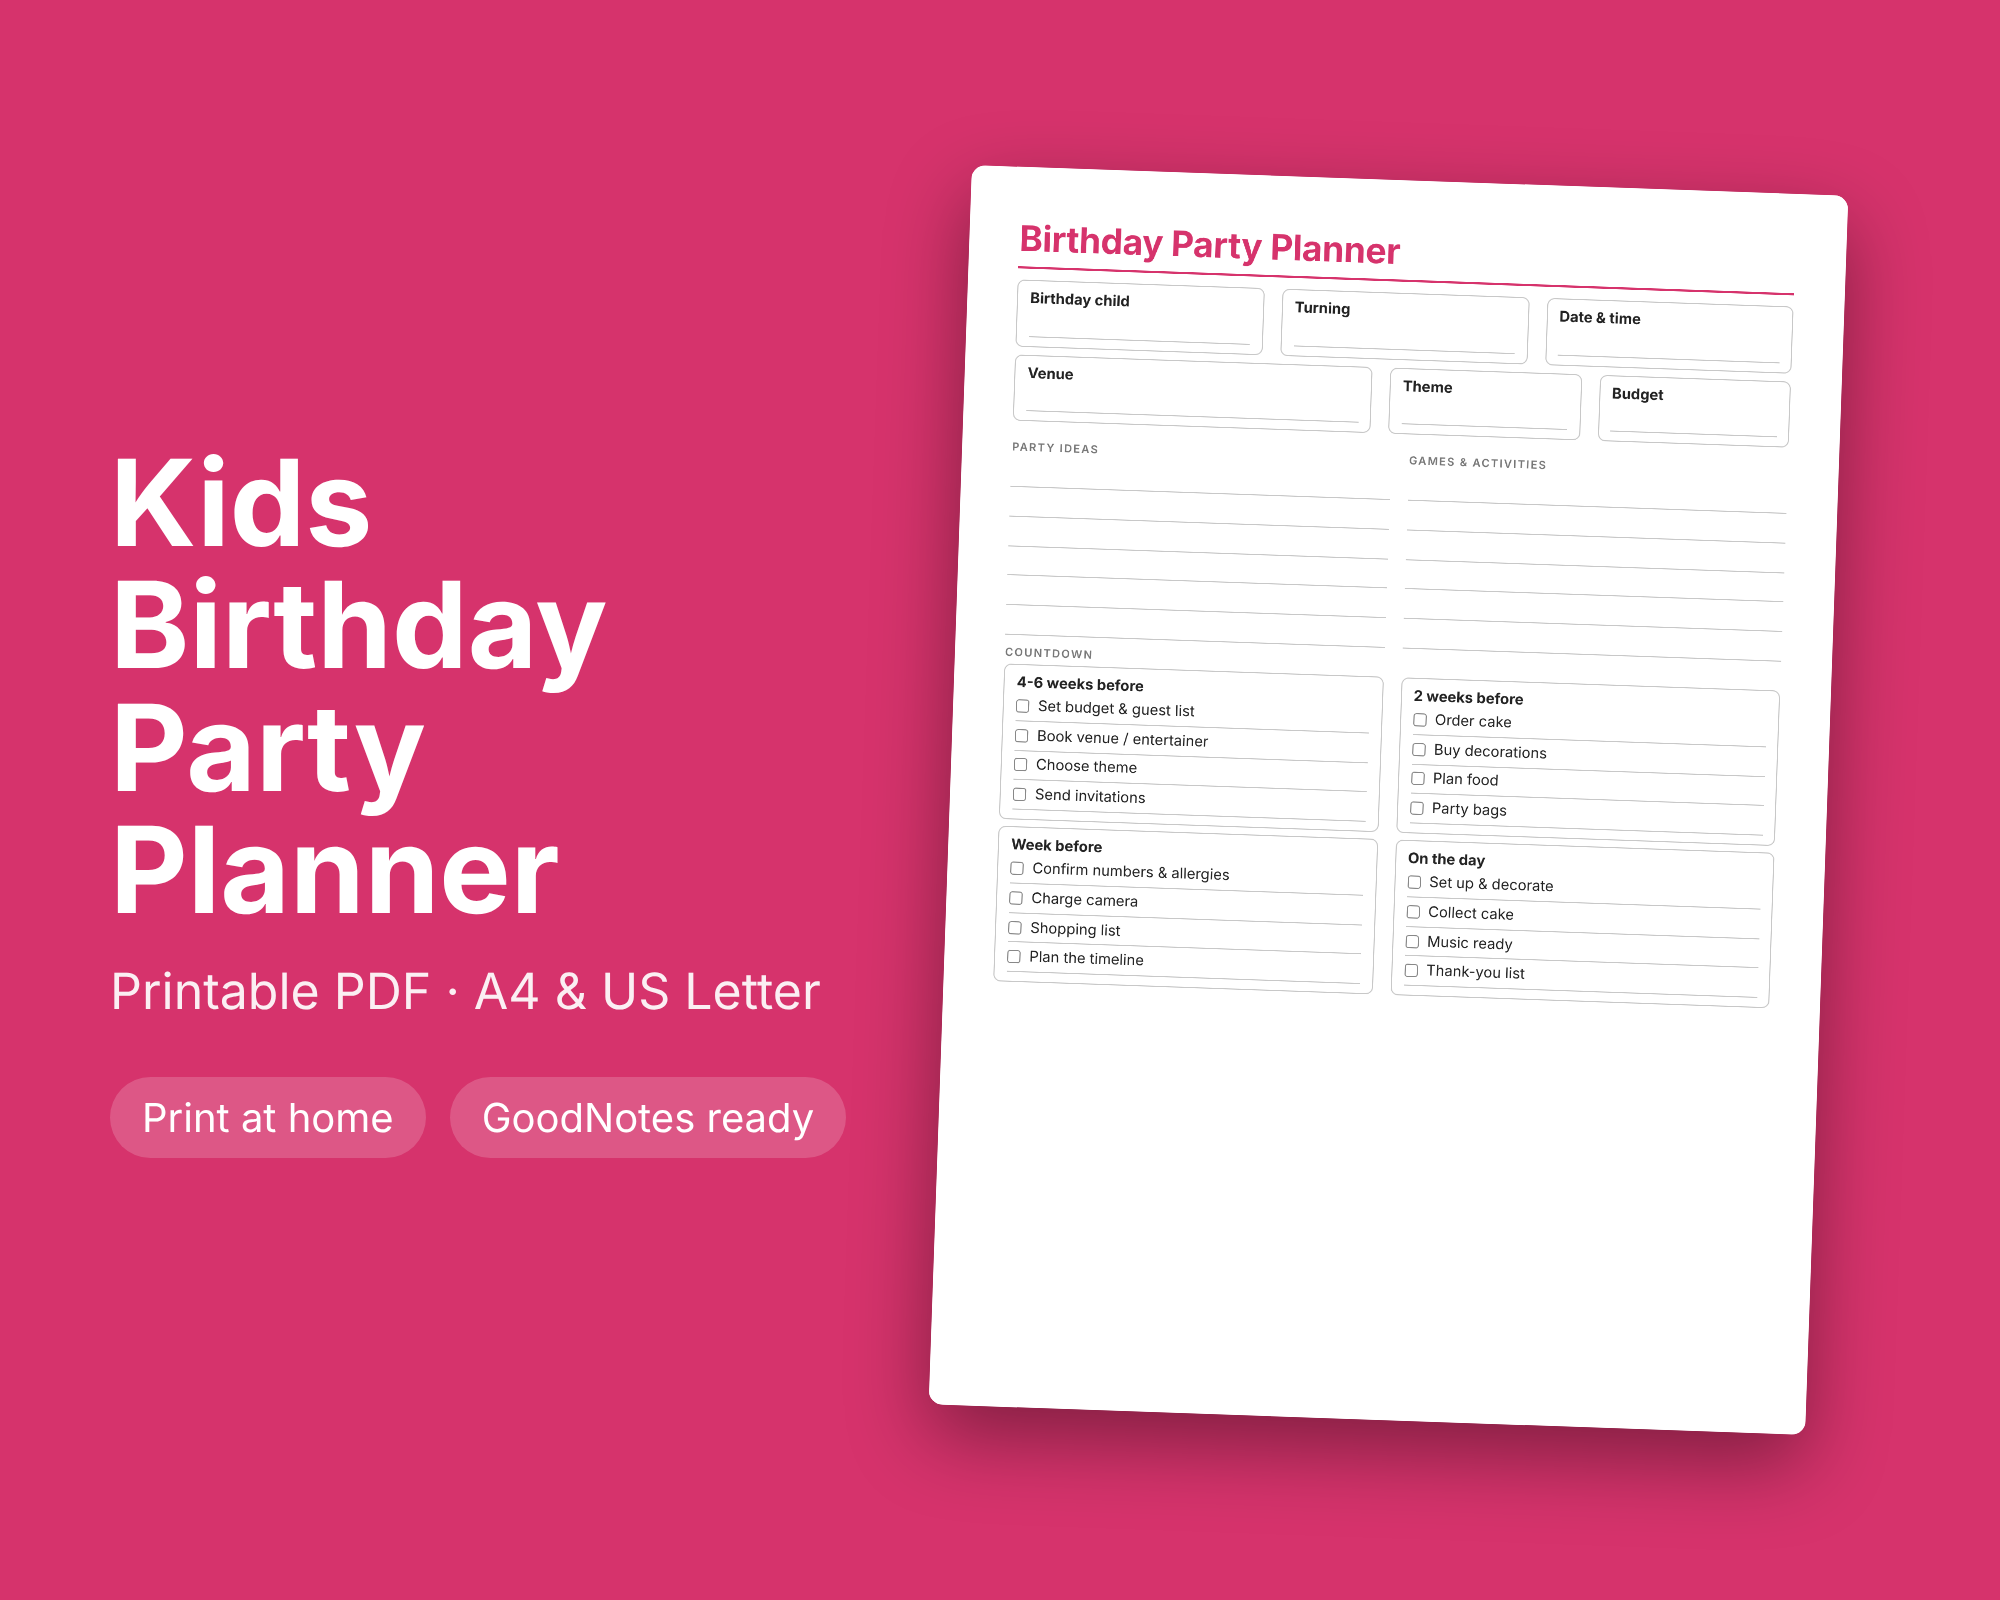 Kids
Birthday
Party
Planner
Printable PDF · A4 & US Letter
Print at home
GoodNotes ready
Birthday Party Planner
Birthday child
Turning
Date & time
Venue
Theme
Budget
PARTY IDEAS
GAMES & ACTIVITIES
COUNTDOWN
4-6 weeks before
Set budget & guest list
Book venue / entertainer
Choose theme
Send invitations
2 weeks before
Order cake
Buy decorations
Plan food
Party bags
Week before
Confirm numbers & allergies
Charge camera
Shopping list
Plan the timeline
On the day
Set up & decorate
Collect cake
Music ready
Thank-you list